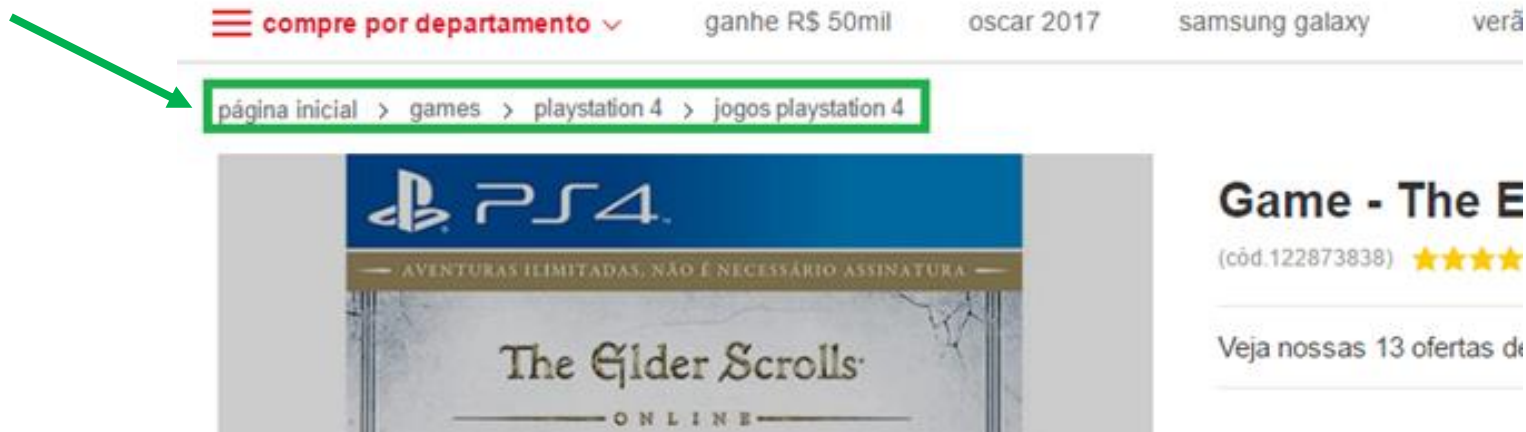 compre por departamento ganhe R$ 50mil oscar 2017 samsung galaxy
página inicial > games > playstation 4 > jogos playstation 4
PS4
AVENTURAS ILIMITADAS, NÃO É NECESSÁRIO ASSINATURA
The Elder Scrolls
ONLINE
Game - The E
(cód.122873838)
Veja nossas 13 ofertas de